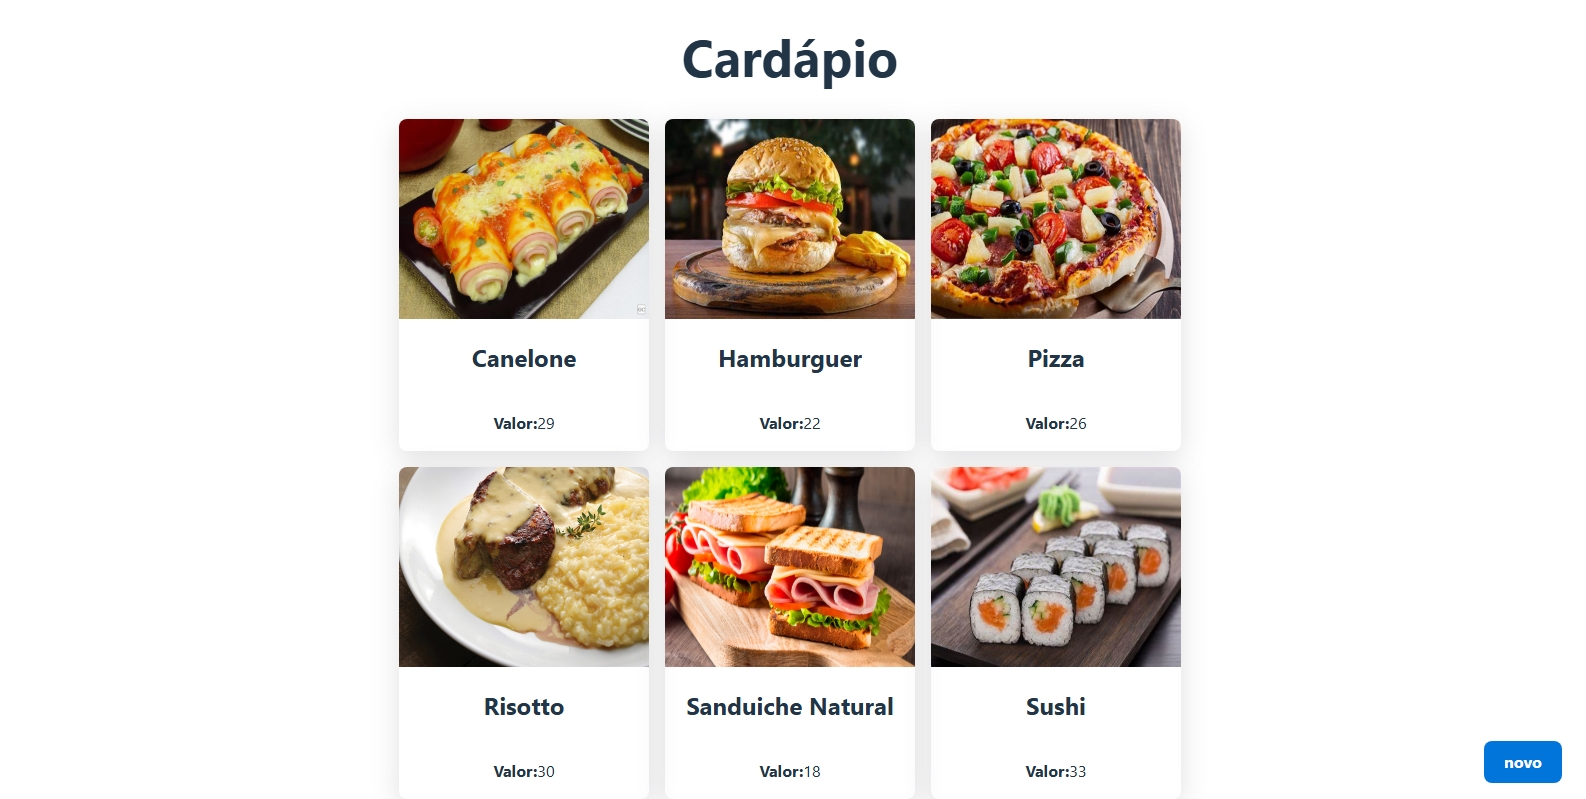 Cardápio
Canelone
Valor:29
Hamburguer
Valor:22
Pizza
Valor:26
Risotto
Valor:30
Sanduiche Natural
Valor:18
Sushi
Valor:33
novo